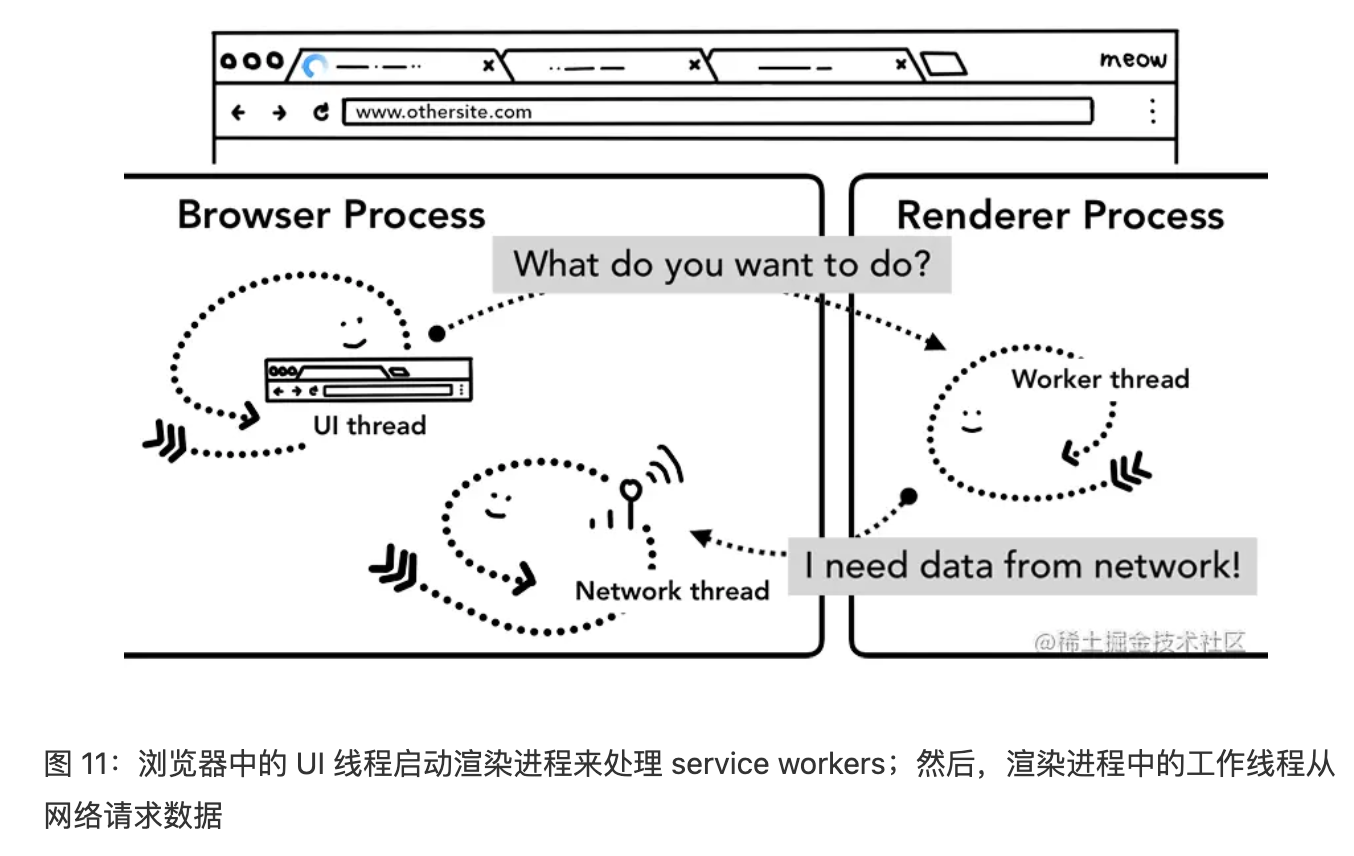 meow
www.othersite.com
Browser Process
Renderer Process
What do you want to do?
Worker thread
UI thread
I need data from network!
Network thread
@稀土掘金技术社区
图 11：浏览器中的 UI 线程启动渲染进程来处理 service workers；然后，渲染进程中的工作线程从
网络请求数据